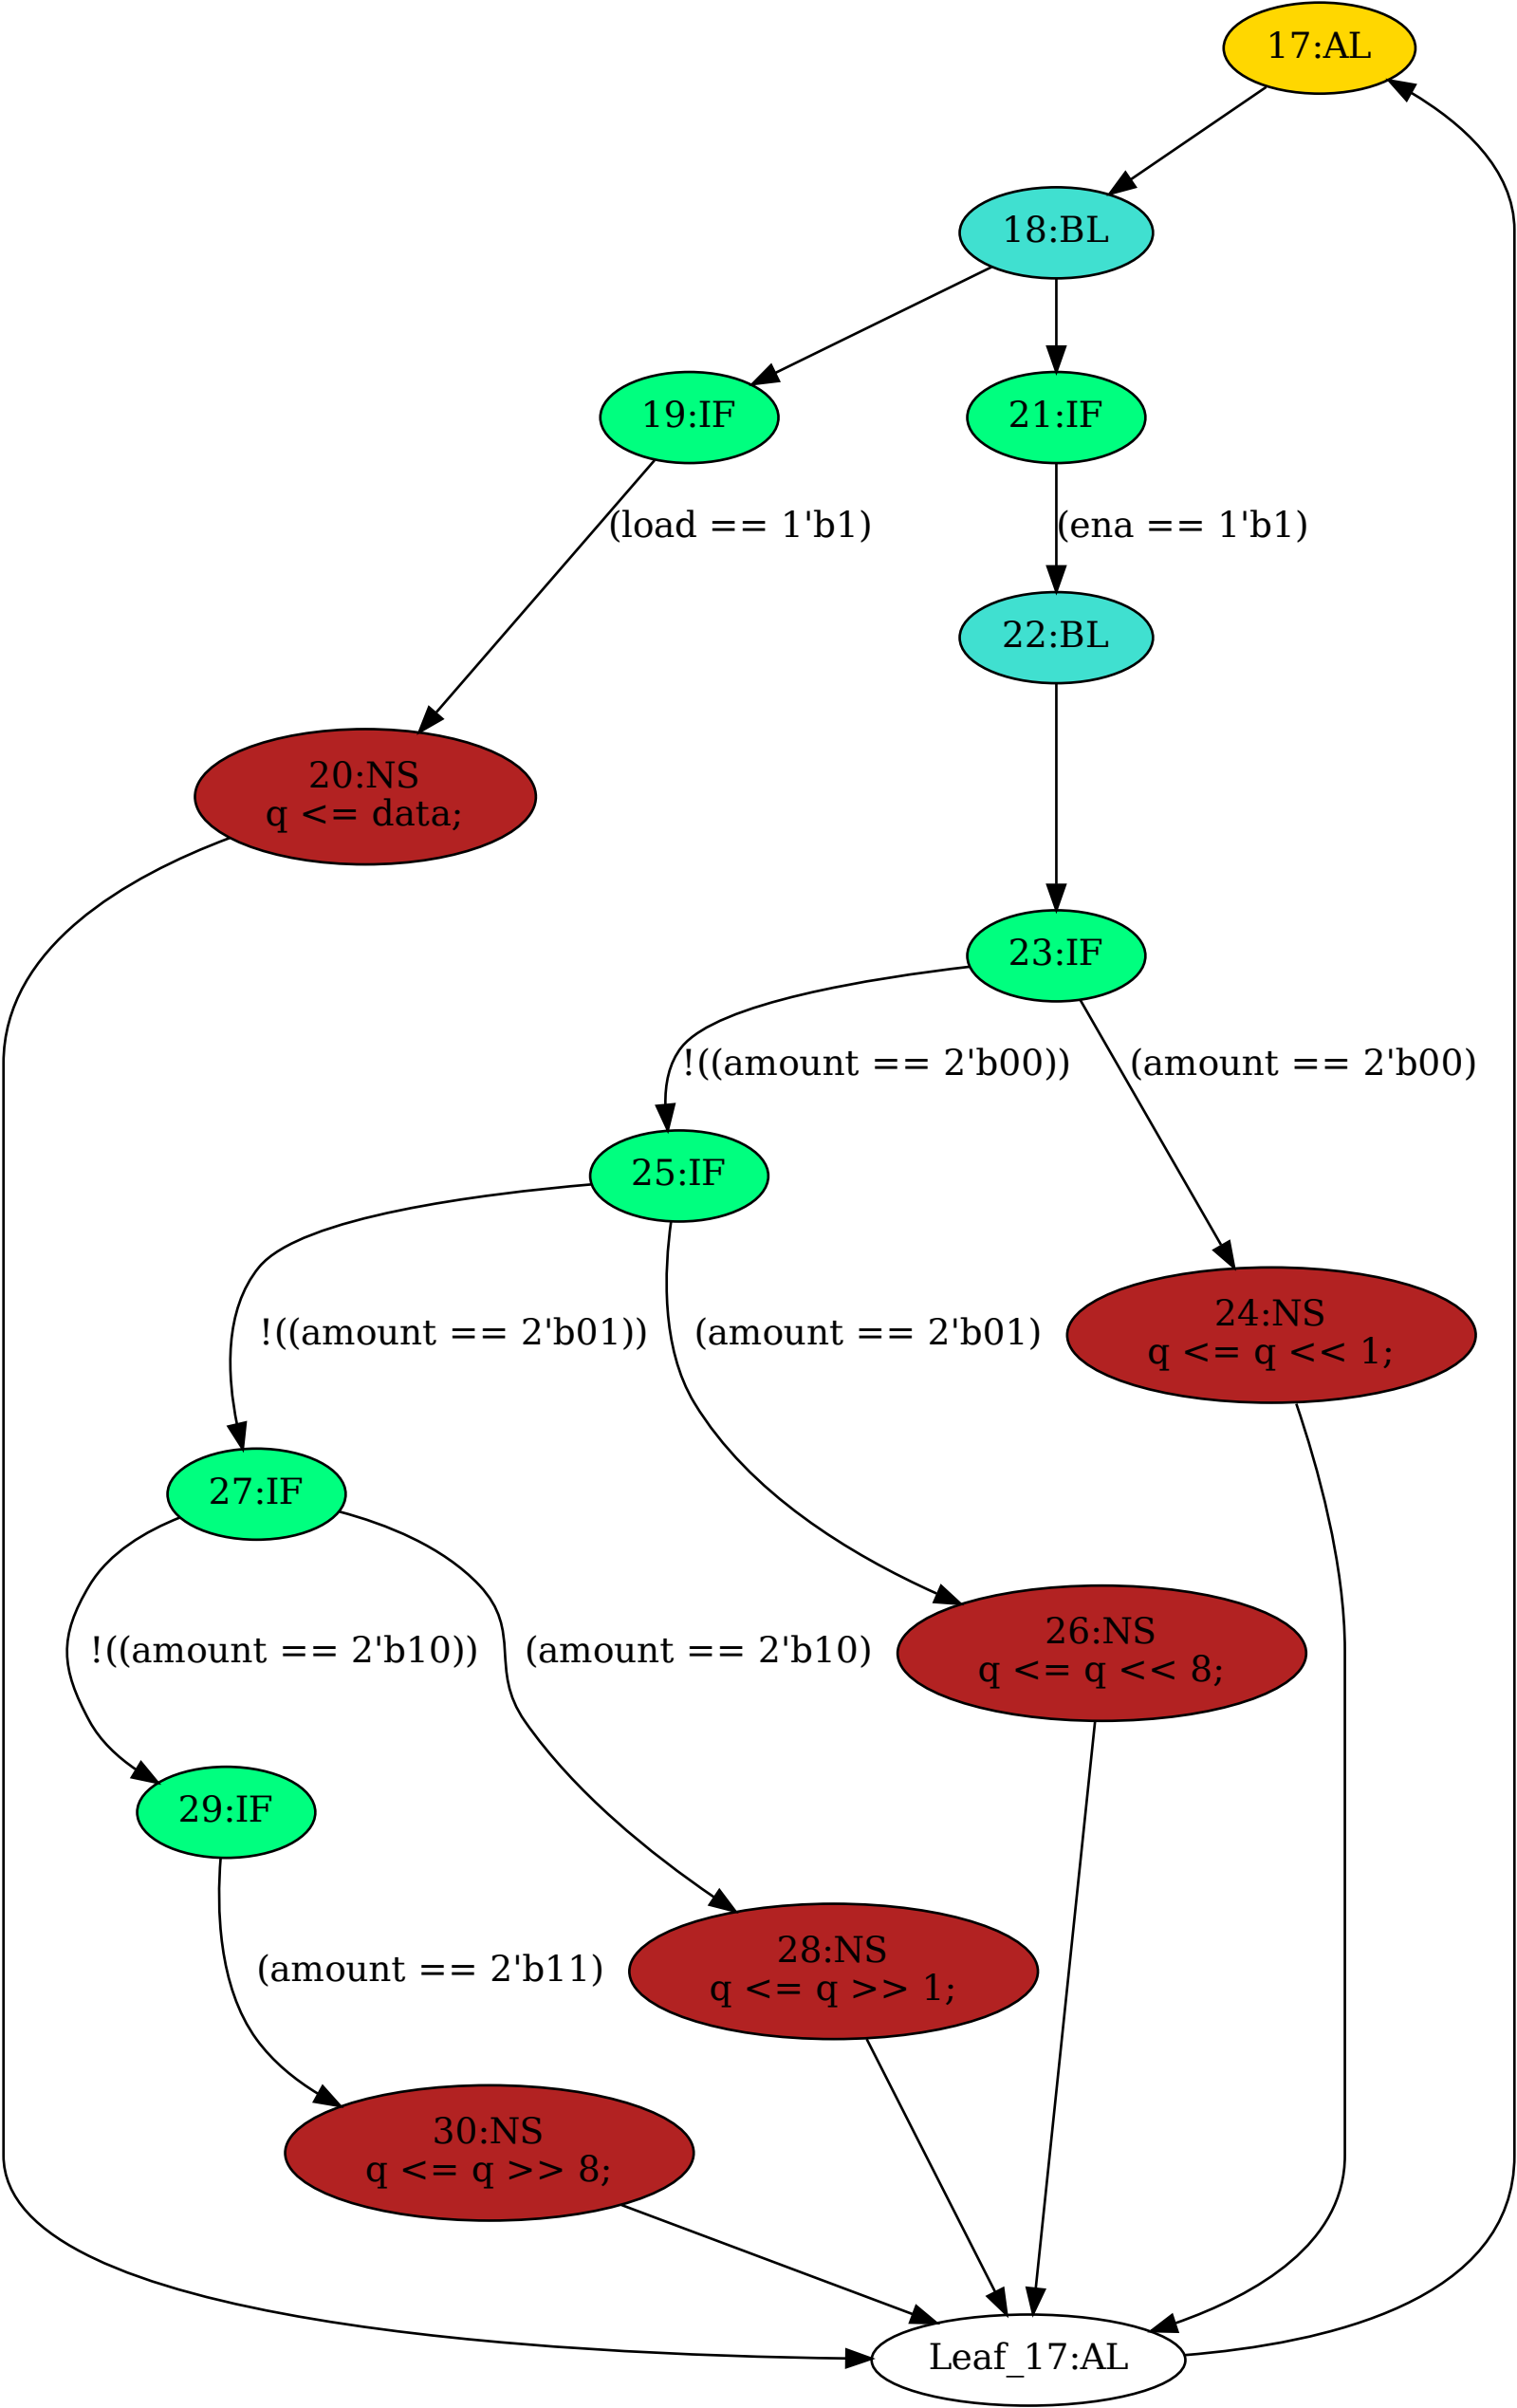 17:AL
18:BL
19:IF
21:IF
(load == 1'b1)
(ena == 1'b1)
22:BL
20:NS
q <= data;
23:IF
!((amount == 2'b00))
(amount == 2'b00)
25:IF
!((amount == 2'b01))
(amount == 2'b01)
24:NS
q <= q << 1;
27:IF
!((amount == 2'b10))
(amount == 2'b10)
26:NS
q <= q << 8;
29:IF
(amount == 2'b11)
28:NS
q <= q >> 1;
30:NS
q <= q >> 8;
Leaf_17:AL